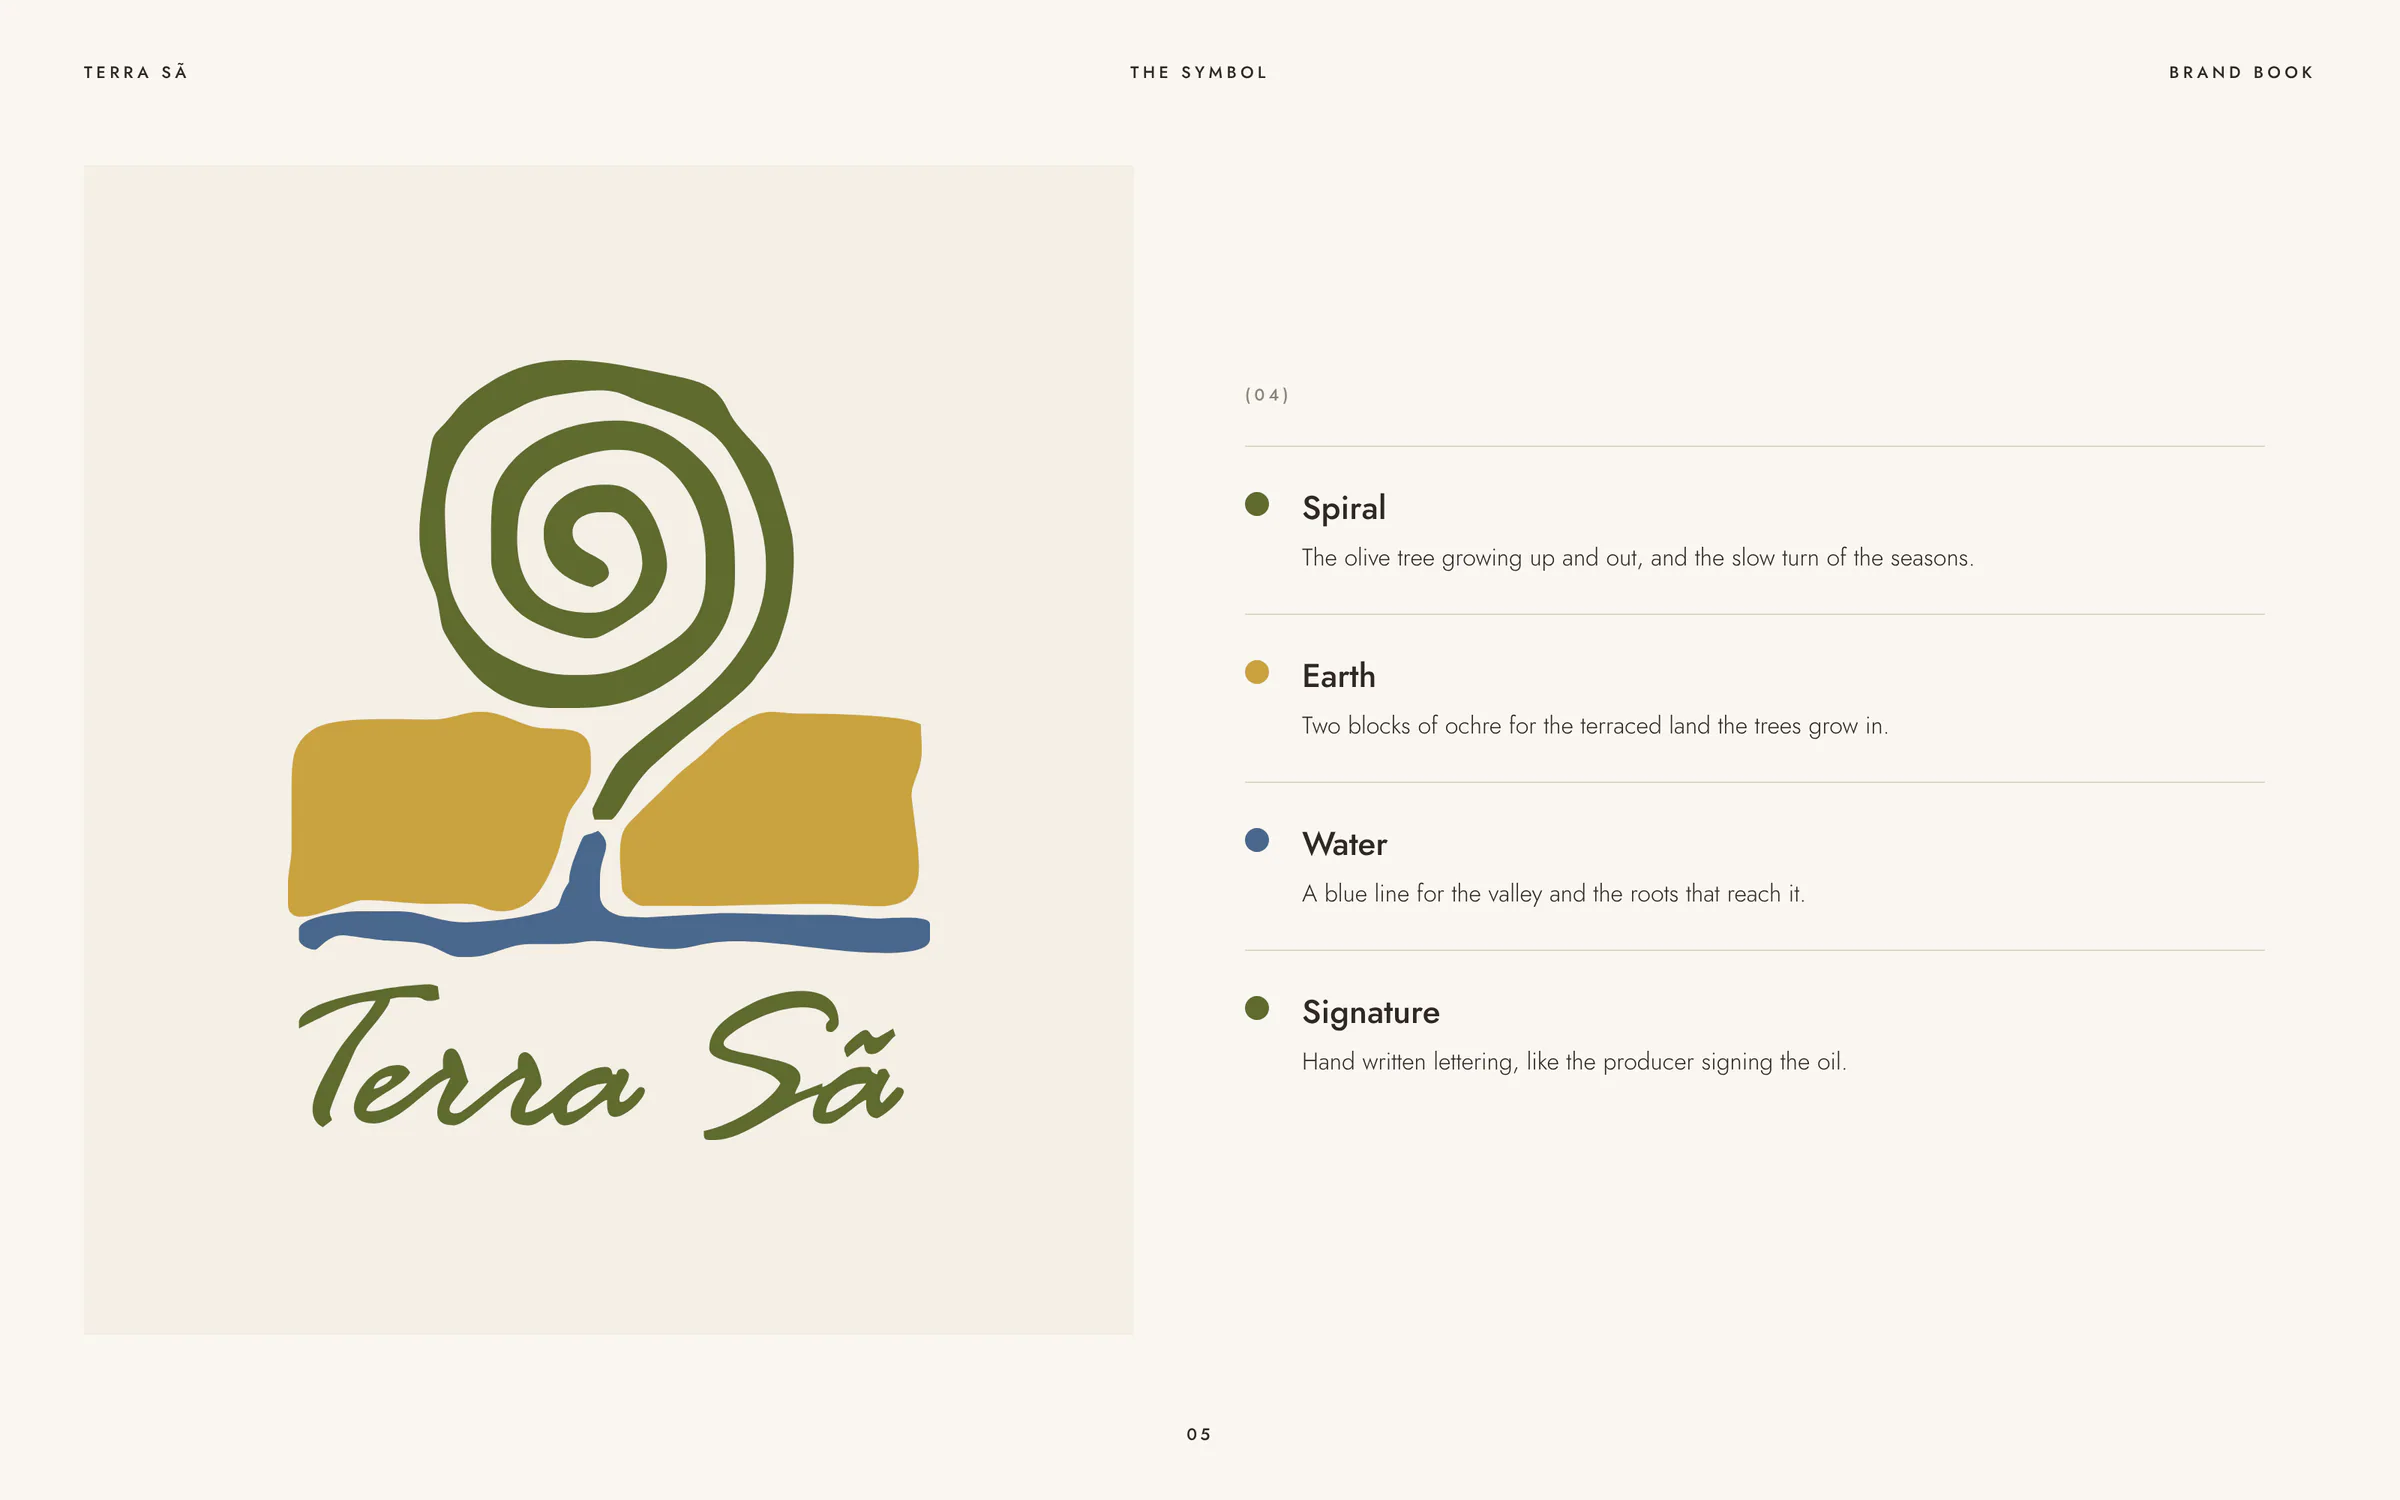 TERRA SÃ
THE SYMBOL
BRAND BOOK
Terra Sã
(04)
Spiral
The olive tree growing up and out, and the slow turn of the seasons.
Earth
Two blocks of ochre for the terraced land the trees grow in.
Water
A blue line for the valley and the roots that reach it.
Signature
Hand written lettering, like the producer signing the oil.
05